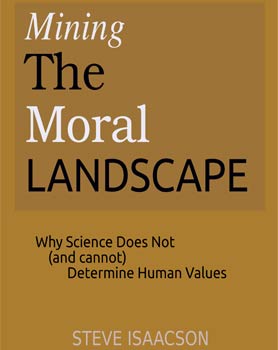 Mining
The
Moral
LANDSCAPE
Why Science Does Not
(and cannot)
Determine Human Values
STEVE ISAACSON